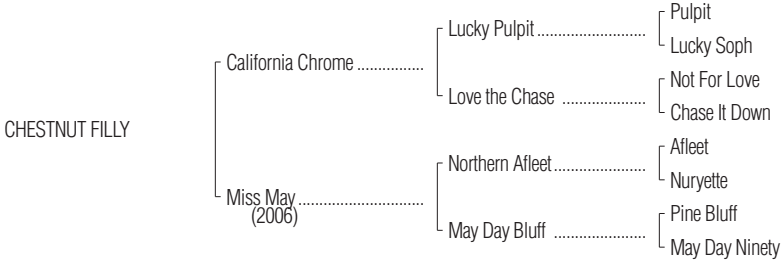 Pulpit
Lucky Pulpit ..........................
Lucky Soph
California Chrome ................
Not For Love
Love the Chase ....................
Chase It Down
CHESTNUT FILLY
Afleet
Northern Afleet ......................
Nuryette
Miss May ..............................
(2006)
Pine Bluff
May Day Bluff ......................
May Day Ninety